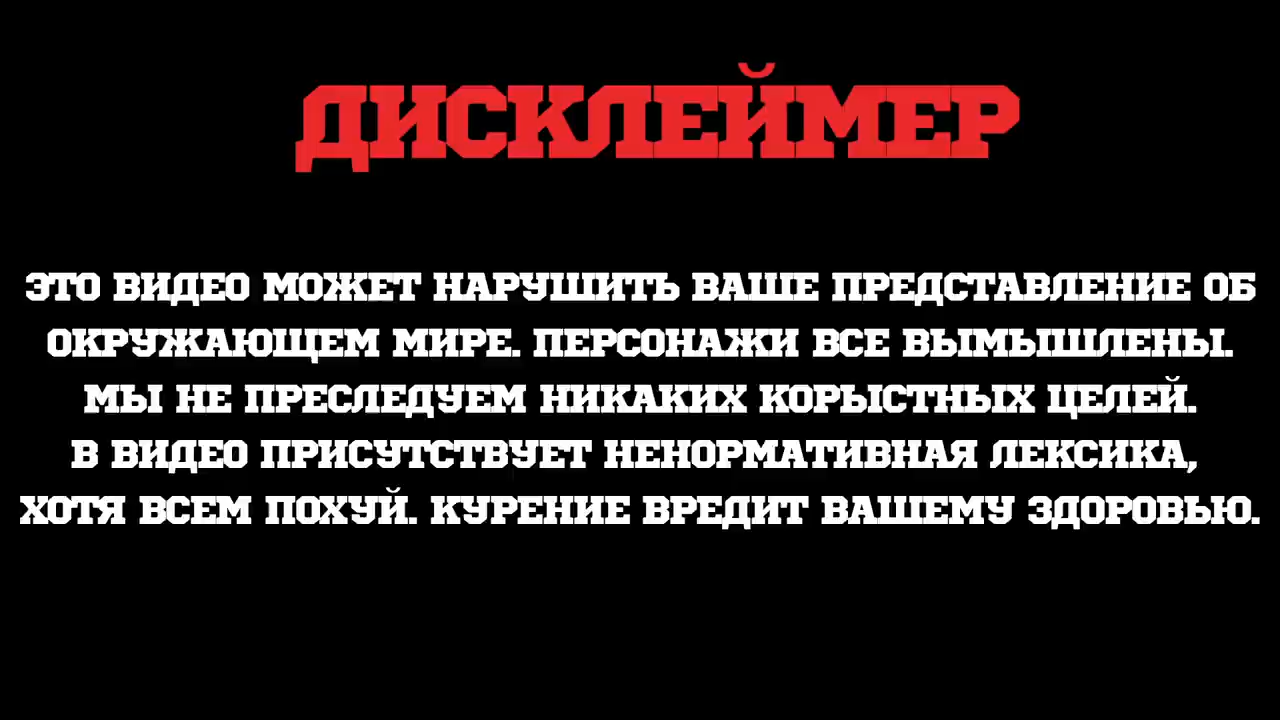 ДИСКЛЕЙМЕР
ЭТО ВИДЕО МОЖЕТ НАРУШИТЬ ВАШЕ ПРЕДСТАВЛЕНИЕ ОБ
ОКРУЖАЮЩЕМ МИРЕ. ПЕРСОНАЖИ ВСЕ ВЫМЫШЛЕНЫ.
МЫ НЕ ПРЕСЛЕДУЕМ НИКАКИХ КОРЫСТНЫХ ЦЕЛЕЙ.
В ВИДЕО ПРИСУТСТВУЕТ НЕНОРМАТИВНАЯ ЛЕКСИКА,
ХОТЯ ВСЕМ ПОХУЙ. КУРЕНИЕ ВРЕДИТ ВАШЕМУ ЗДОРОВЬЮ.